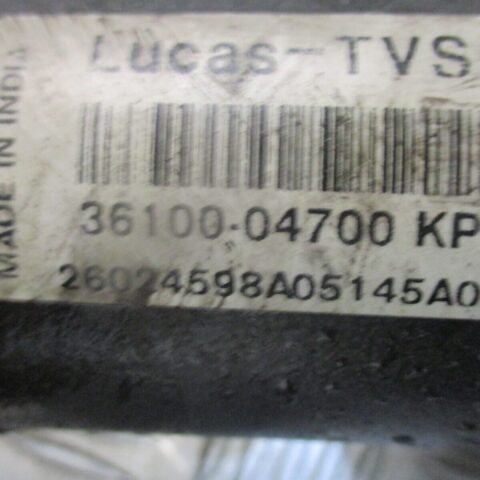 Lucas-TVS
MADE IN INDIA
36100-04700 KP
26024598A05145A0